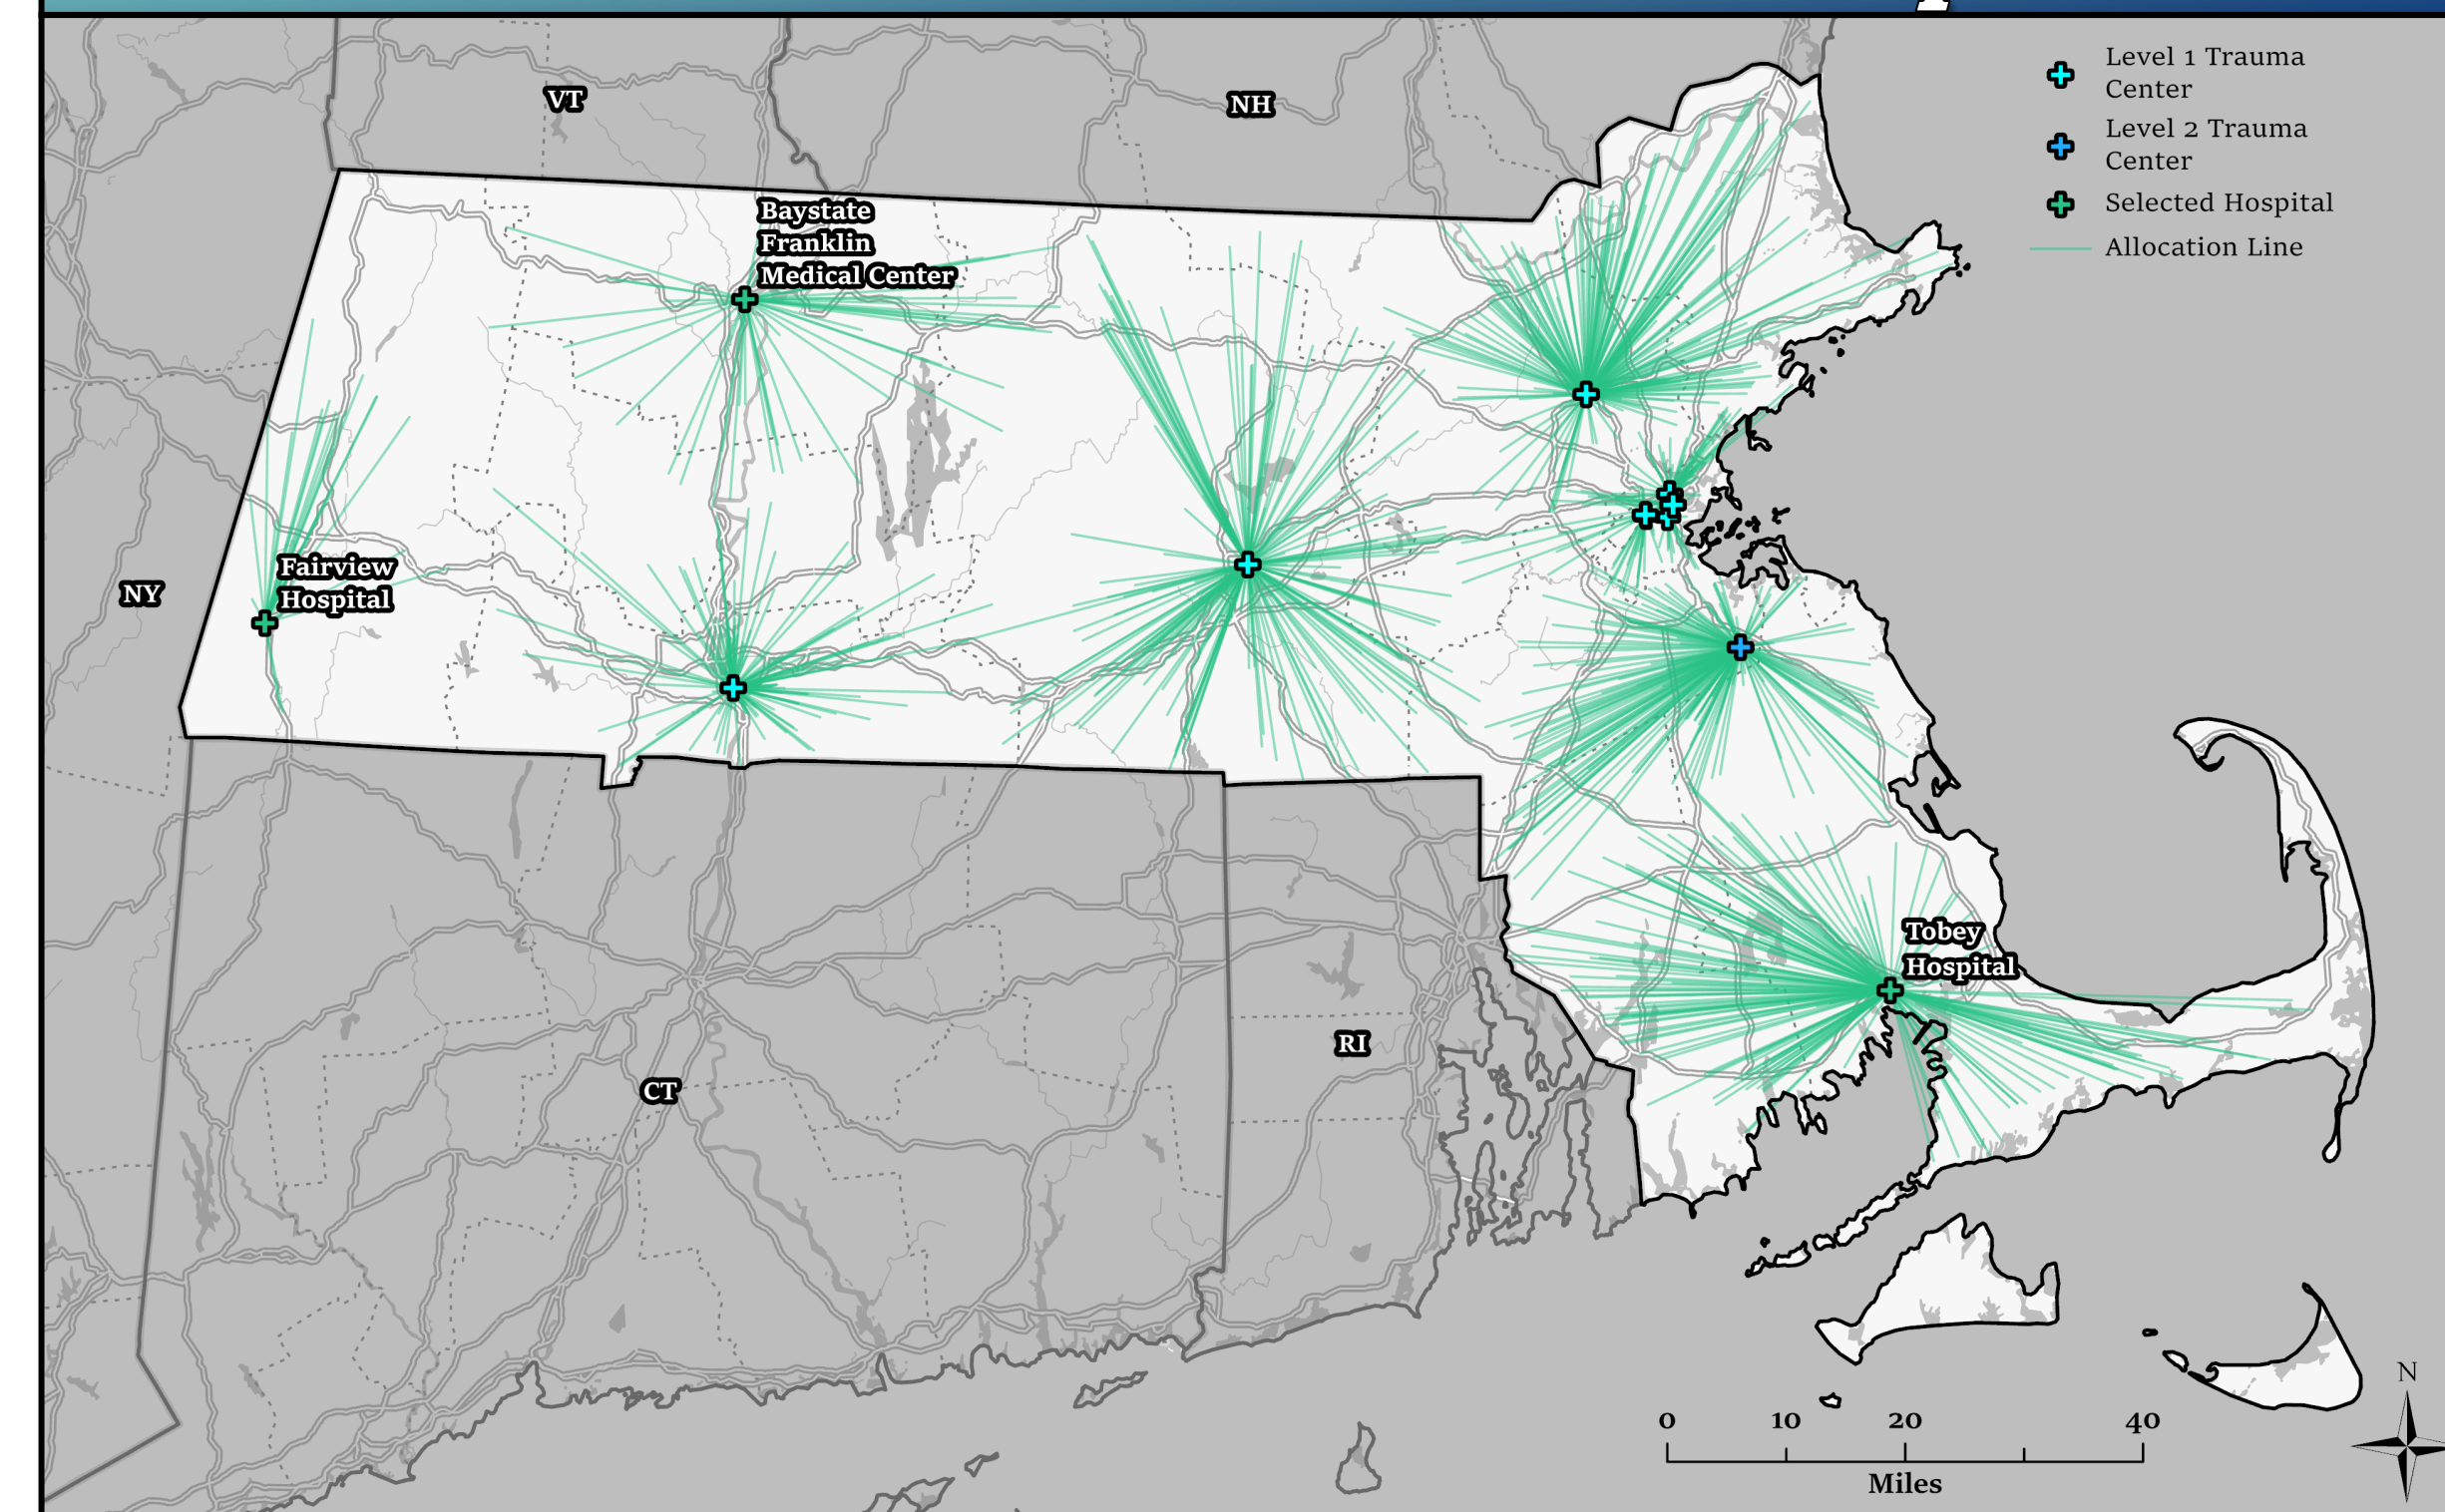 Level 1 Trauma
Center
Level 2 Trauma
Center
Selected Hospital
Allocation Line
VT
NH
Baystate
Franklin
Medical Center
Fairview
Hospital
NY
Tobey
Hospital
RI
CT
N
0 10 20 40
Miles